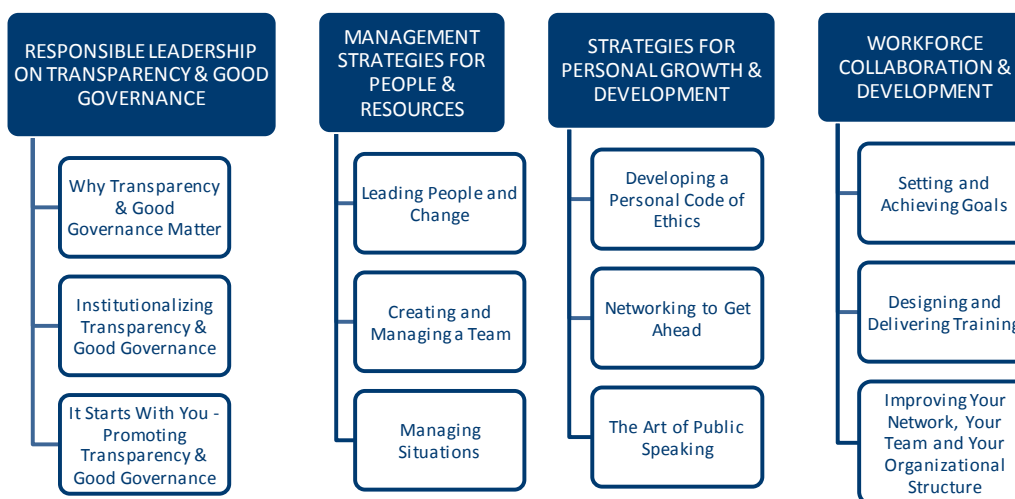 RESPONSIBLE LEADERSHIP
ON TRANSPARENCY & GOOD
GOVERNANCE
Why Transparency
& Good
Governance Matter
Institutionalizing
Transparency &
Good Governance
It Starts With You -
Promoting
Transparency &
Good Governance
MANAGEMENT
STRATEGIES FOR
PEOPLE &
RESOURCES
Leading People and
Change
Creating and
Managing a Team
Managing
Situations
STRATEGIES FOR
PERSONAL GROWTH &
DEVELOPMENT
Developing a
Personal Code of
Ethics
Networking to Get
Ahead
The Art of Public
Speaking
WORKFORCE
COLLABORATION &
DEVELOPMENT
Setting and
Achieving Goals
Designing and
Delivering Training
Improving Your
Network, Your
Team and Your
Organizational
Structure